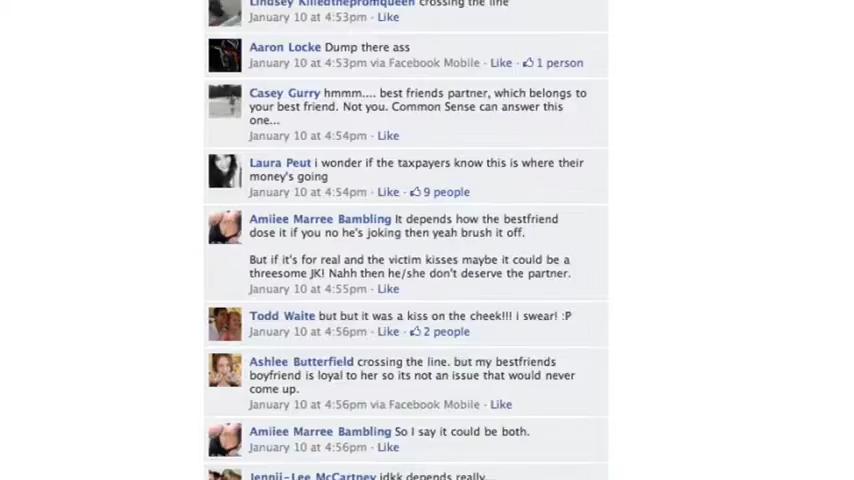 Lindsey Killedthepromqueen crossing the line
January 10 at 4:53pm · Like
Aaron Locke Dump there ass
January 10 at 4:53pm via Facebook Mobile · Like · 1 person
Casey Gurry hmmm.... best friends partner, which belongs to
your best friend. Not you. Common Sense can answer this
one...
January 10 at 4:54pm · Like
Laura Peut i wonder if the taxpayers know this is where their
money's going
January 10 at 4:54pm · Like · 9 people
Amiiee Marree Bambling It depends how the bestfriend
dose it if you no he's joking then yeah brush it off.
But if it's for real and the victim kisses maybe it could be a
threesome JK! Nahh then he/she don't deserve the partner.
January 10 at 4:55pm · Like
Todd Waite but but it was a kiss on the cheek!!! i swear! :P
January 10 at 4:56pm · Like · 2 people
Ashlee Butterfield crossing the line. but my bestfriends
boyfriend is loyal to her so its not an issue that would never
come up.
January 10 at 4:56pm via Facebook Mobile · Like
Amiiee Marree Bambling So I say it could be both.
January 10 at 4:56pm · Like
Jennii-Lee McCartney idkk depends really...